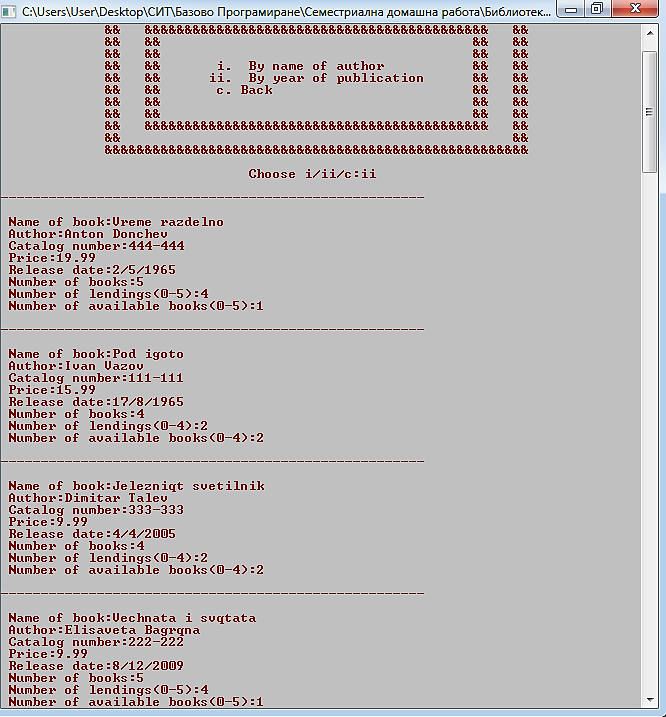 C:\Users\User\Desktop\СИТ\Базово Програмиране\Семестриална домашна работа\Библиотек...
&& &&&&&&&&&&&&&&&&&&&&&&&&&&&&&&&&&&&&&&&&&&& &&
&& && && &&
&& && && &&
&& && i. By name of author && &&
&& && ii. By year of publication && &&
&& && c. Back && &&
&& && && &&
&& && && &&
&& &&&&&&&&&&&&&&&&&&&&&&&&&&&&&&&&&&&&&&&&&&& &&
&& &&
&&&&&&&&&&&&&&&&&&&&&&&&&&&&&&&&&&&&&&&&&&&&&&&&&&&&&
Choose i/ii/c:ii
_____________________________________________________
Name of book:Vreme razdelno
Author:Anton Donchev
Catalog number:444-444
Price:19.99
Release date:2/5/1965
Number of books:5
Number of lendings(0-5):4
Number of available books(0-5):1
_____________________________________________________
Name of book:Pod igoto
Author:Ivan Vazov
Catalog number:111-111
Price:15.99
Release date:17/8/1965
Number of books:4
Number of lendings(0-4):2
Number of available books(0-4):2
_____________________________________________________
Name of book:Jelezniqt svetilnik
Author:Dimitar Talev
Catalog number:333-333
Price:9.99
Release date:4/4/2005
Number of books:4
Number of lendings(0-4):2
Number of available books(0-4):2
_____________________________________________________
Name of book:Vechnata i svqtata
Author:Elisaveta Bagrqna
Catalog number:222-222
Price:9.99
Release date:8/12/2009
Number of books:5
Number of lendings(0-5):4
Number of available books(0-5):1